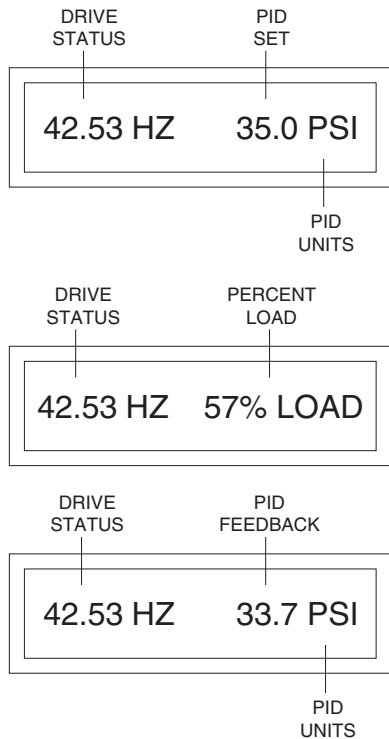 DRIVE PID
STATUS SET
42.53 HZ 35.0 PSI
PID
UNITS
DRIVE PERCENT
STATUS LOAD
42.53 HZ 57% LOAD
DRIVE PID
STATUS FEEDBACK
42.53 HZ 33.7 PSI
PID
UNITS